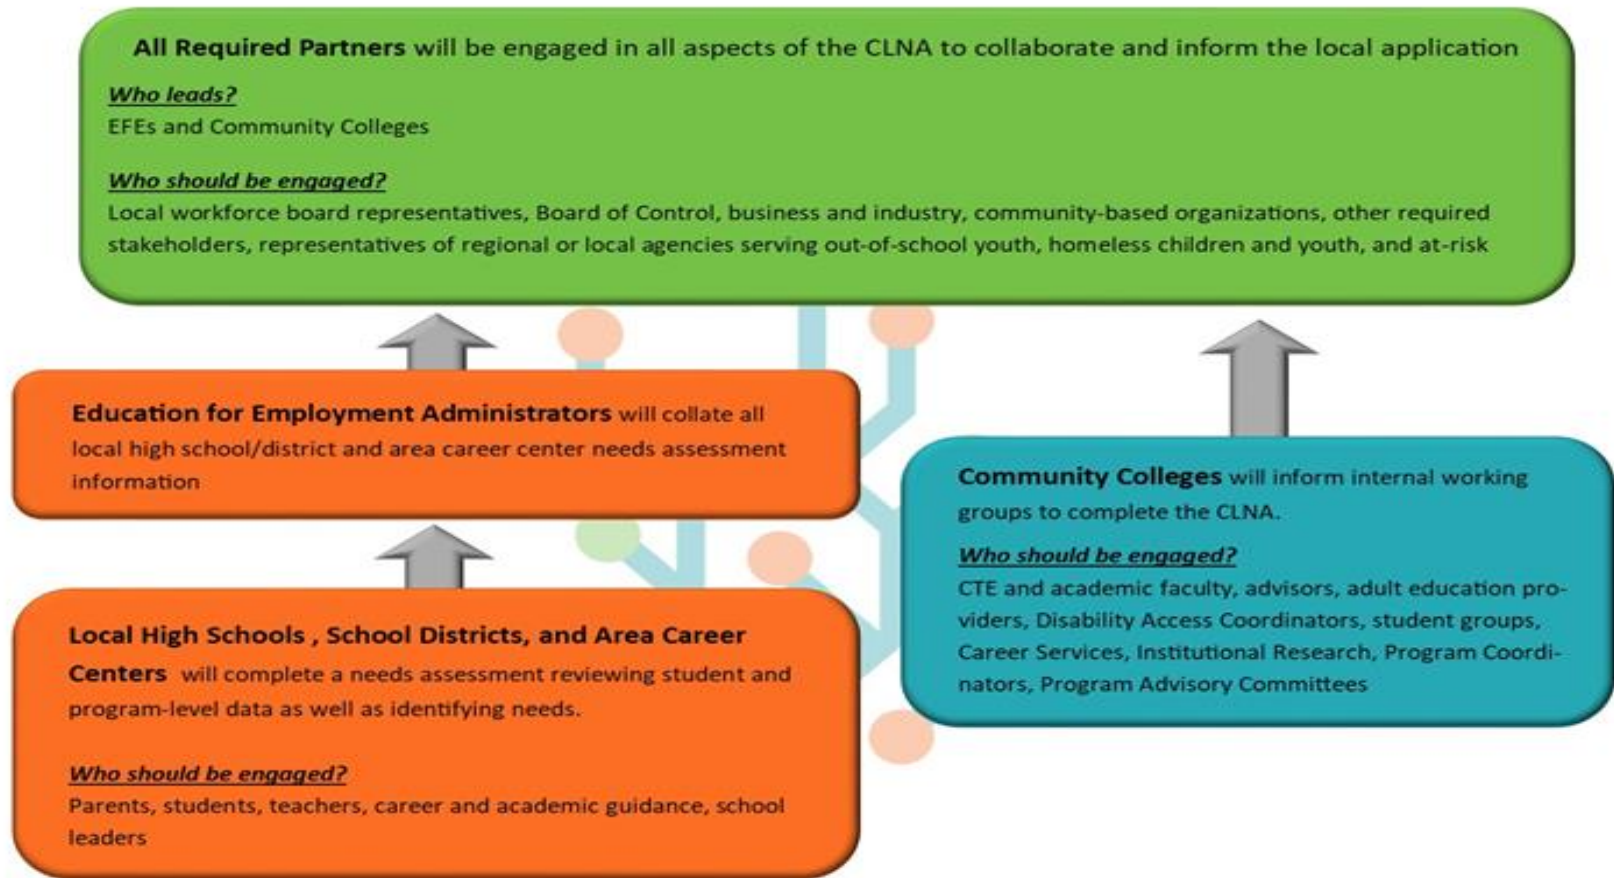 All Required Partners will be engaged in all aspects of the CLNA to collaborate and inform the local application
Who leads?
EFEs and Community Colleges
Who should be engaged?
Local workforce board representatives, Board of Control, business and industry, community-based organizations, other required
stakeholders, representatives of regional or local agencies serving out-of-school youth, homeless children and youth, and at-risk
Education for Employment Administrators will collate all
local high school/district and area career center needs assessment
information
Local High Schools , School Districts, and Area Career
Centers will complete a needs assessment reviewing student and
program-level data as well as identifying needs.
Who should be engaged?
Parents, students, teachers, career and academic guidance, school
leaders
Community Colleges will inform internal working
groups to complete the CLNA.
Who should be engaged?
CTE and academic faculty, advisors, adult education pro-
viders, Disability Access Coordinators, student groups,
Career Services, Institutional Research, Program Coordi-
nators, Program Advisory Committees